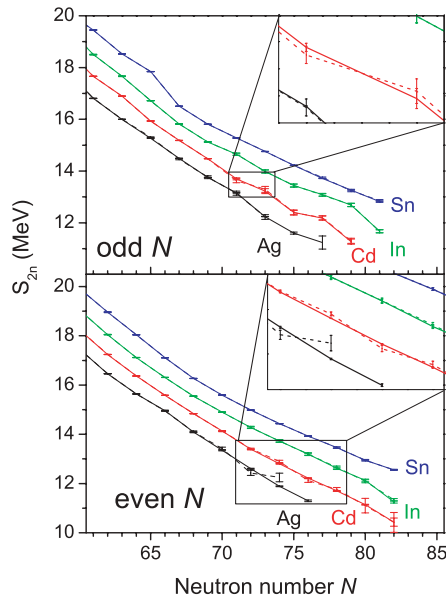 S2n (MeV)
20
18
16
14
12
odd N
Ag
Cd
In
Sn
20
18
16
14
12
10
even N
Ag
Cd
In
Sn
65 70 75 80 85
Neutron number N